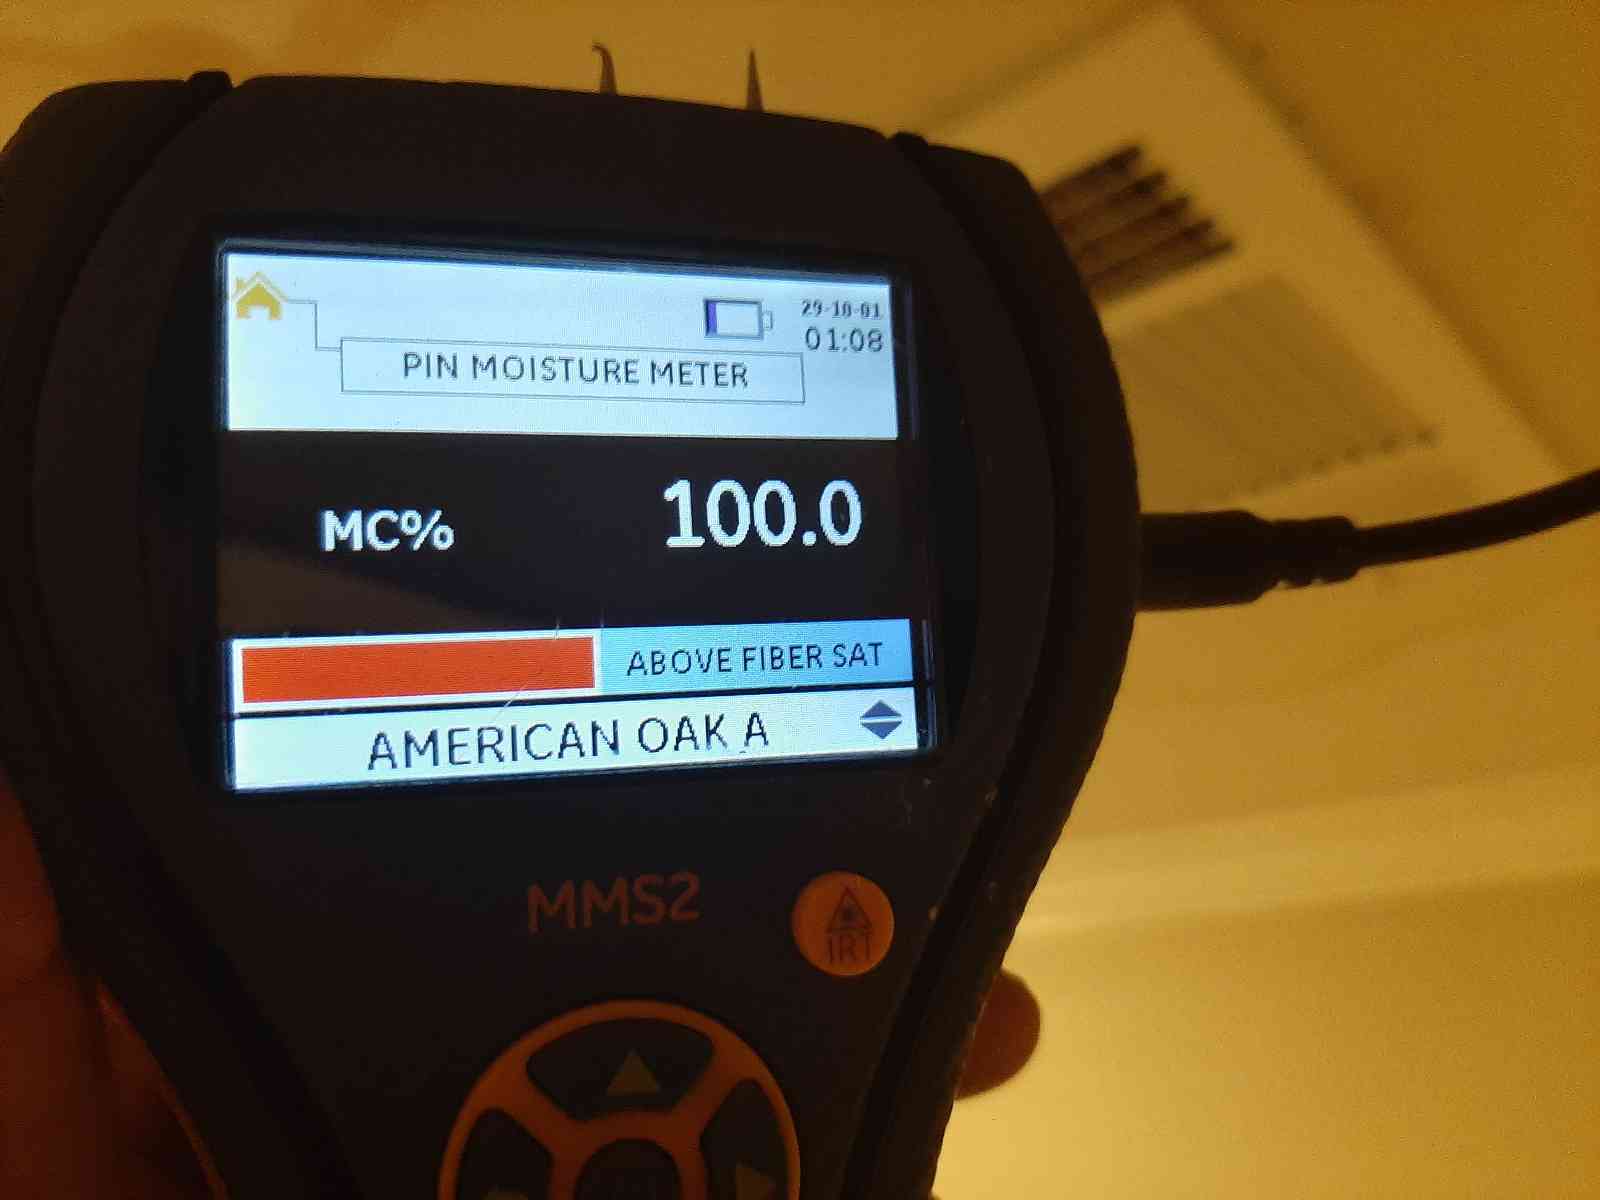 29-10-01
01:08
PIN MOISTURE METER
MC% 100.0
ABOVE FIBER SAT
AMERICAN OAK A
MMS2
IRT